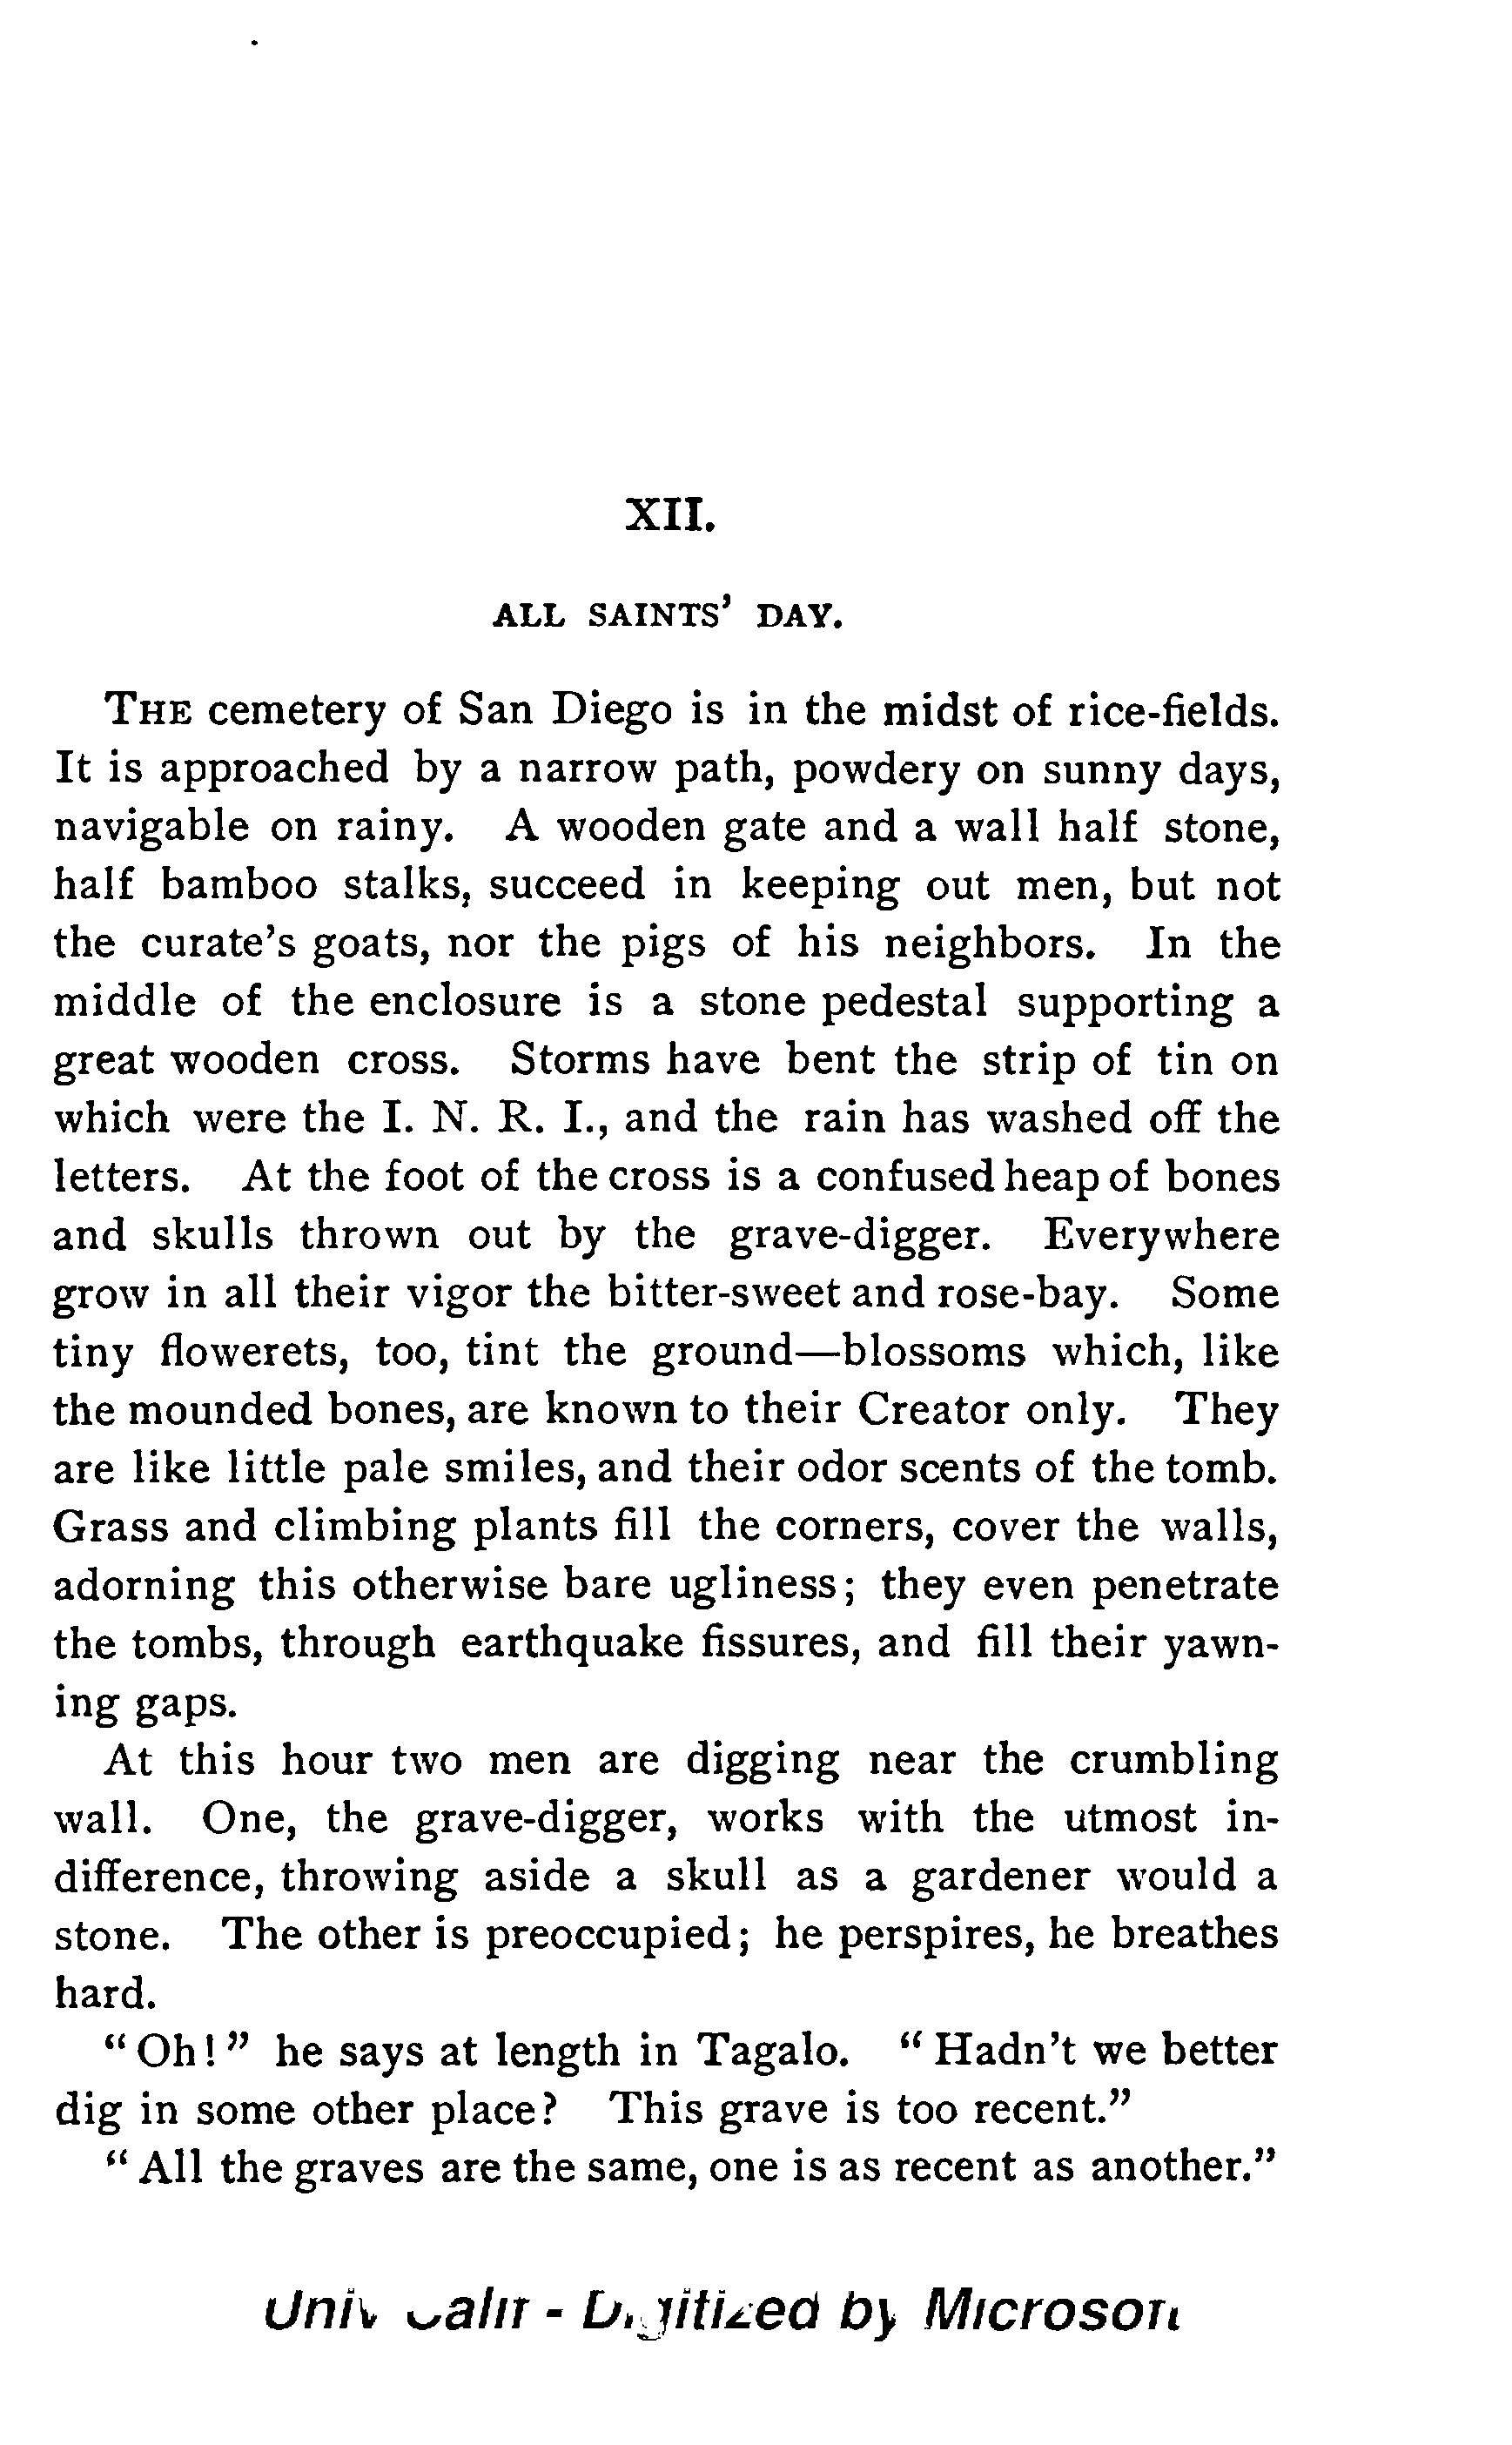 XII.
ALL SAINTS' DAY.
THE cemetery of San Diego is in the midst of rice-fields.
It is approached by a narrow path, powdery on sunny days,
navigable on rainy. A wooden gate and a wall half stone,
half bamboo stalks, succeed in keeping out men, but not
the curate's goats, nor the pigs of his neighbors. In the
middle of the enclosure is a stone pedestal supporting a
great wooden cross. Storms have bent the strip of tin on
which were the I. N. R. I., and the rain has washed off the
letters. At the foot of the cross is a confused heap of bones
and skulls thrown out by the grave-digger. Everywhere
grow in all their vigor the bitter-sweet and rose-bay. Some
tiny flowerets, too, tint the ground—blossoms which, like
the mounded bones, are known to their Creator only. They
are like little pale smiles, and their odor scents of the tomb.
Grass and climbing plants fill the corners, cover the walls,
adorning this otherwise bare ugliness; they even penetrate
the tombs, through earthquake fissures, and fill their yawn-
ing gaps.
At this hour two men are digging near the crumbling
wall. One, the grave-digger, works with the utmost in-
difference, throwing aside a skull as a gardener would a
stone. The other is preoccupied; he perspires, he breathes
hard.
"Oh!" he says at length in Tagalo. "Hadn't we better
dig in some other place? This grave is too recent."
"All the graves are the same, one is as recent as another."
Univ Calif - Digitized by Microsoft